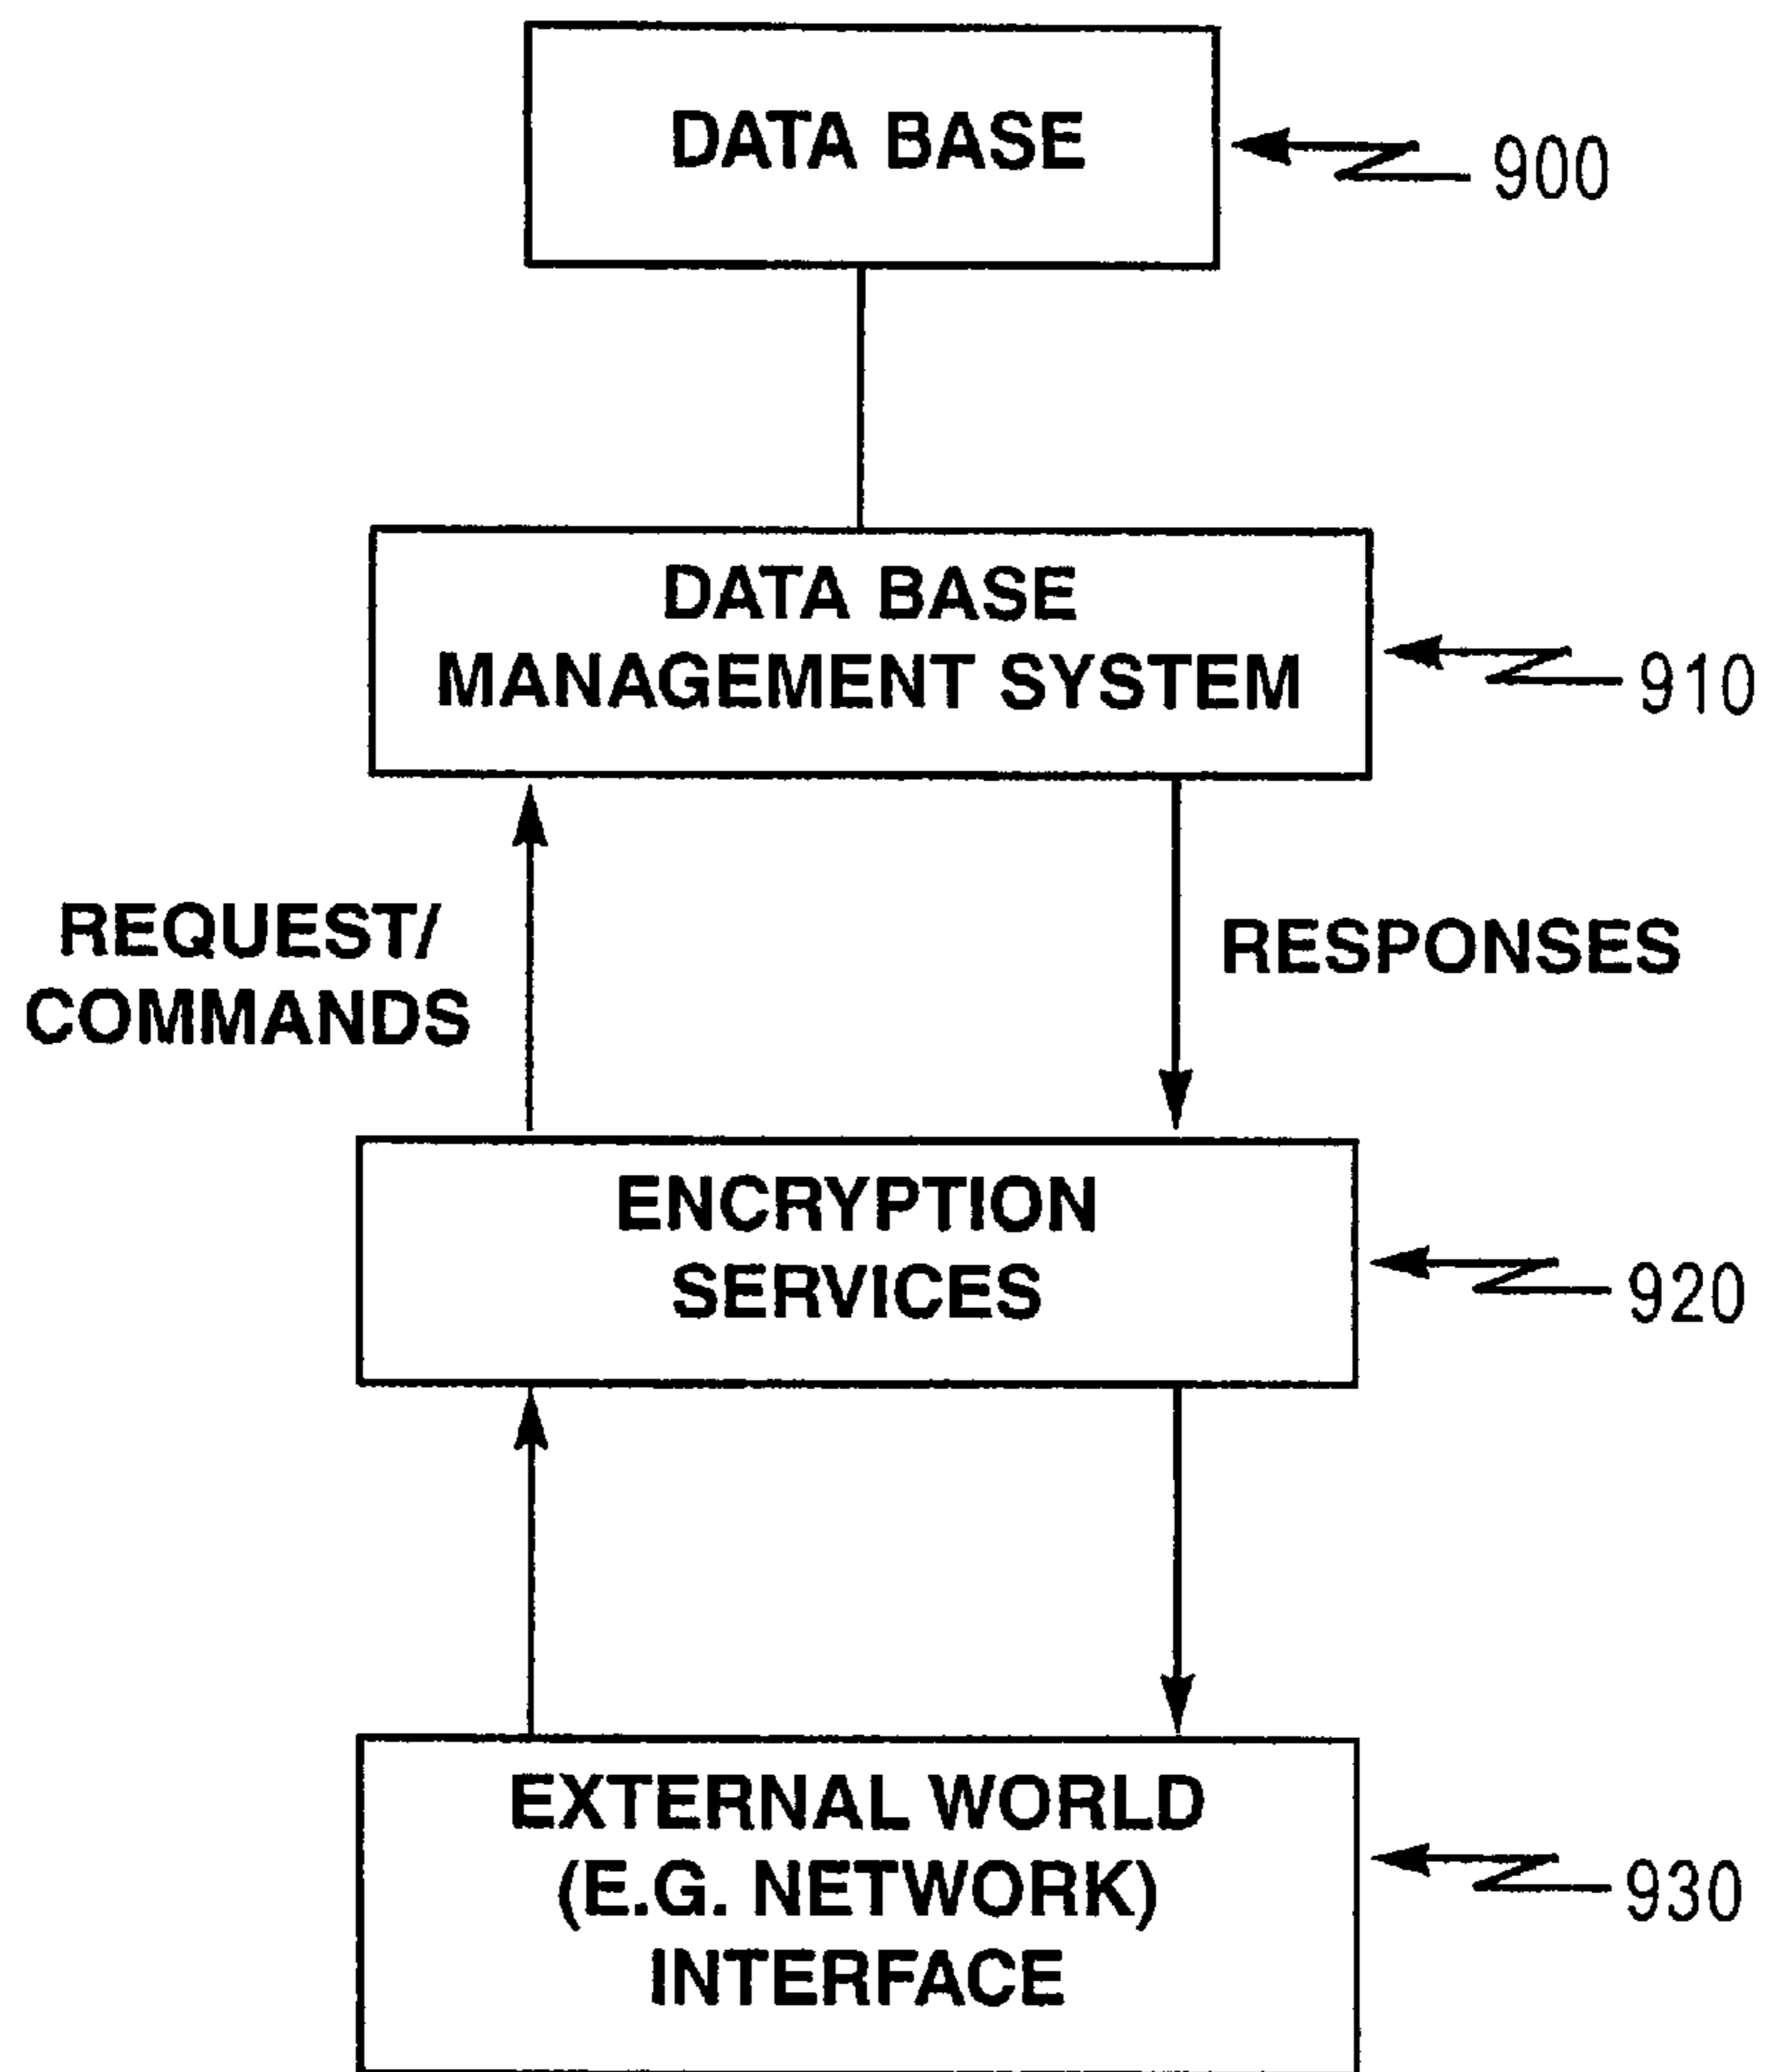 DATA BASE
900
DATA BASE
MANAGEMENT SYSTEM
910
REQUEST/
COMMANDS
RESPONSES
ENCRYPTION
SERVICES
920
EXTERNAL WORLD
(E.G. NETWORK)
INTERFACE
930